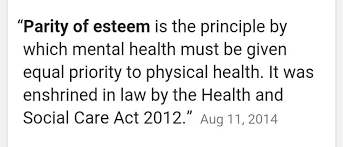 “Parity of esteem is the principle by
which mental health must be given
equal priority to physical health. It was
enshrined in law by the Health and
Social Care Act 2012.” Aug 11, 2014